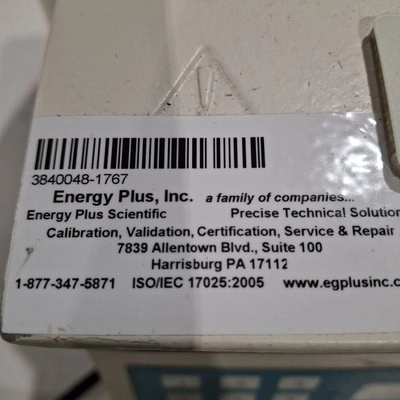 3840048-1767
Energy Plus, Inc. a family of companies...
Energy Plus Scientific Precise Technical Solution
Calibration, Validation, Certification, Service & Repair
7839 Allentown Blvd., Suite 100
Harrisburg PA 17112
1-877-347-5871 ISO/IEC 17025:2005 www.egplusinc.c